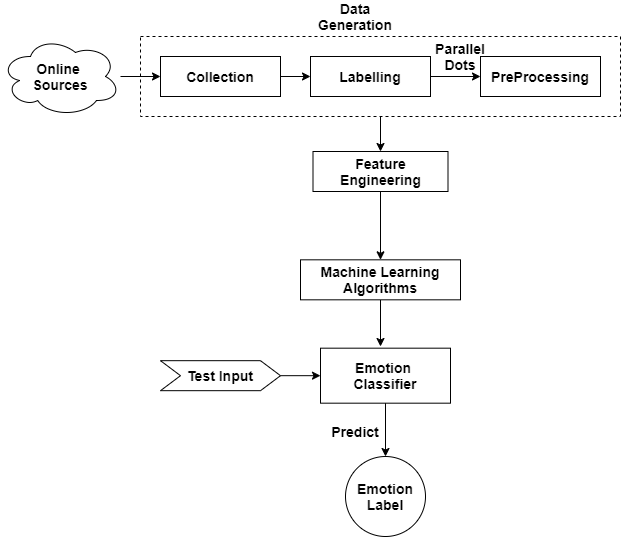 Data
Generation
Online
Sources
Collection
Labelling
Parallel
Dots
PreProcessing
Feature
Engineering
Machine Learning
Algorithms
Test Input
Emotion
Classifier
Predict
Emotion
Label